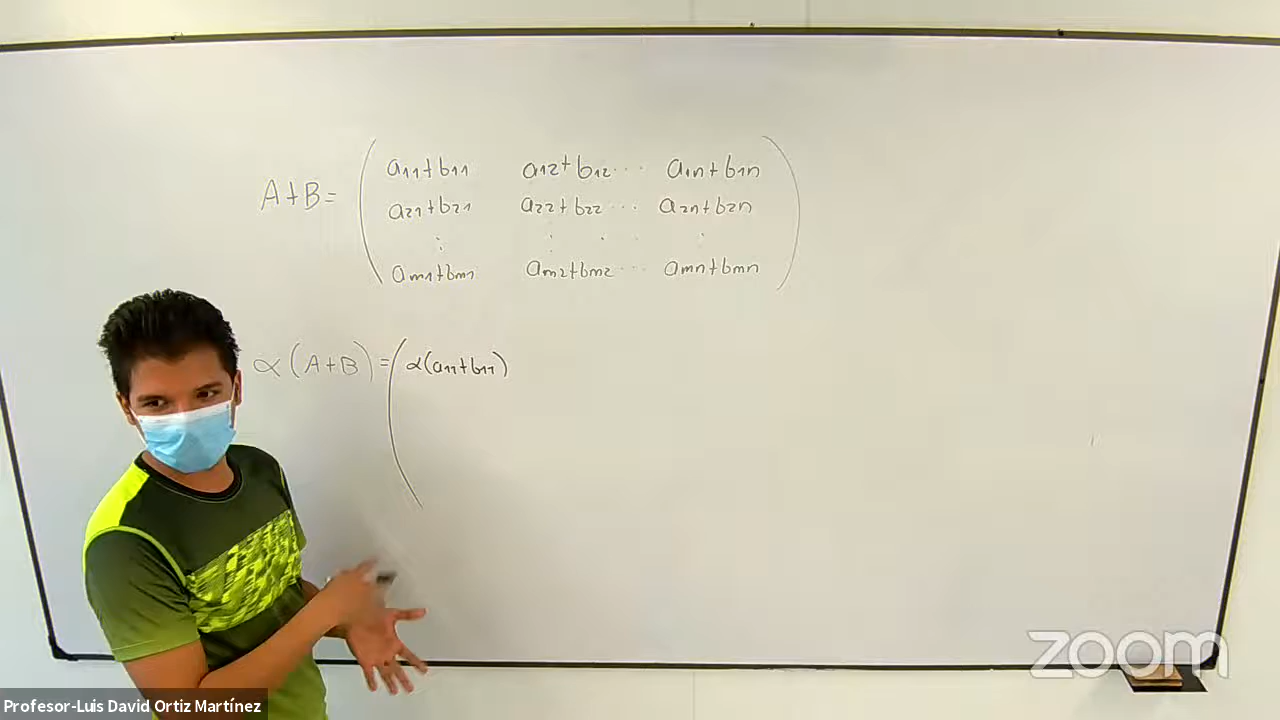 A+B= ( a11+b11 a12+b12 ··· a1n+b1n
a21+b21 a22+b22 ··· a2n+b2n
⋮ ⋮ ⋱ ⋮
am1+bm1 am2+bm2 ··· amn+bmn )
α(A+B)=( α(a11+b11)
zoom
Profesor-Luis David Ortiz Martínez